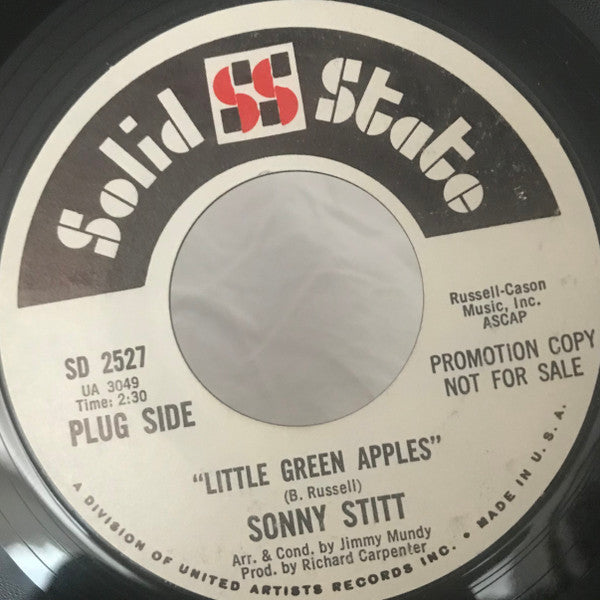 Solid SS State
TM
SD 2527
UA 3049
Time: 2:30
PLUG SIDE
Russell-Cason
Music, Inc.
ASCAP
PROMOTION COPY
NOT FOR SALE
"LITTLE GREEN APPLES"
(B. Russell)
SONNY STITT
Arr. & Cond. by Jimmy Mundy
Prod. by Richard Carpenter
A DIVISION OF UNITED ARTISTS RECORDS INC. • MADE IN U.S.A.